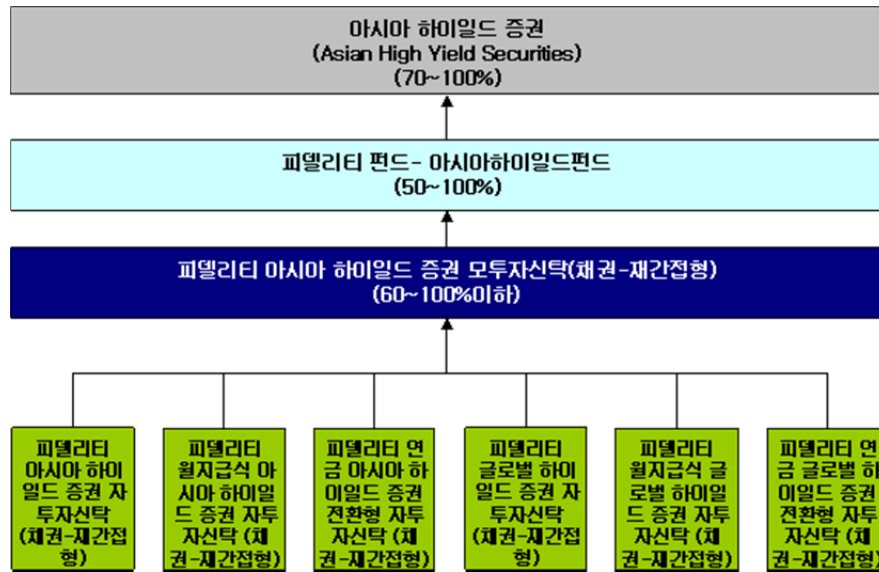 아시아 하이일드 증권
(Asian High Yield Securities)
(70~100%)
피델리티 펀드- 아시아하이일드펀드
(50~100%)
피델리티 아시아 하이일드 증권 모투자신탁(채권-재간접형)
(60~100%이하)
피델리티
아시아 하이
일드 증권 자
투자신탁
(채권-재간접
형)
피델리티
월지급식 아
시아 하이일
드 증권 자투
자신탁 (채
권-재간접형)
피델리티 연
금 아시아 하
이일드 증권
전환형 자투
자신탁 (채
권-재간접형)
피델리티
글로벌 하이
일드 증권 자
투자신탁
(채권-재간접
형)
피델리티
월지급식 글
로벌 하이일
드 증권 자투
자신탁 (채
권-재간접형)
피델리티 연
금 글로벌 하
이일드 증권
전환형 자투
자신탁 (채
권-재간접형)